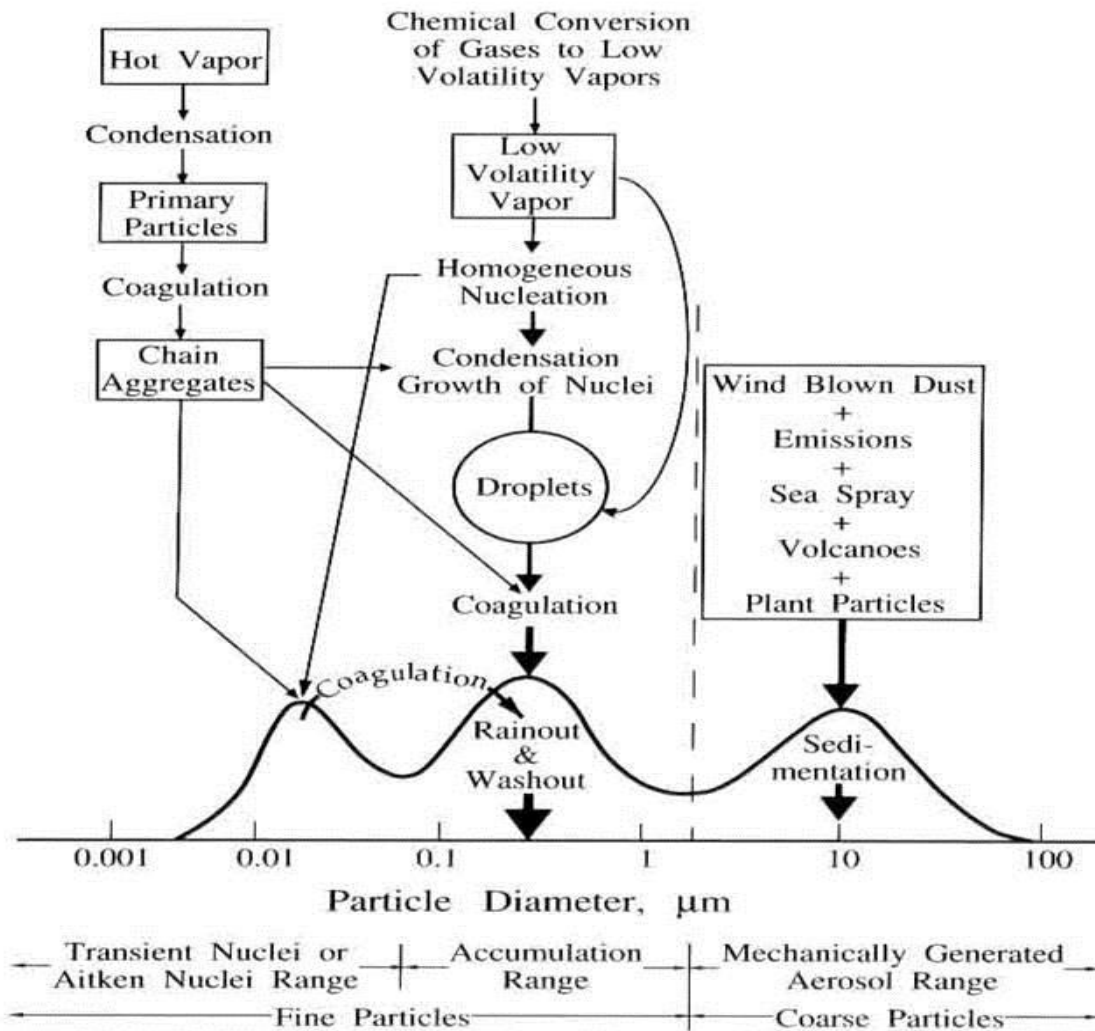 Hot Vapor
Condensation
Primary
Particles
Coagulation
Chain
Aggregates
Chemical Conversion
of Gases to Low
Volatility Vapors
Low
Volatility
Vapor
Homogeneous
Nucleation
Condensation
Growth of Nuclei
Droplets
Coagulation
Wind Blown Dust
+
Emissions
+
Sea Spray
+
Volcanoes
+
Plant Particles
Coagulation
Rainout
&
Washout
Sedi-
mentation
0.001 0.01 0.1 1 10 100
Particle Diameter, μm
Transient Nuclei or
Aitken Nuclei Range
Accumulation
Range
Mechanically Generated
Aerosol Range
Fine Particles
Coarse Particles